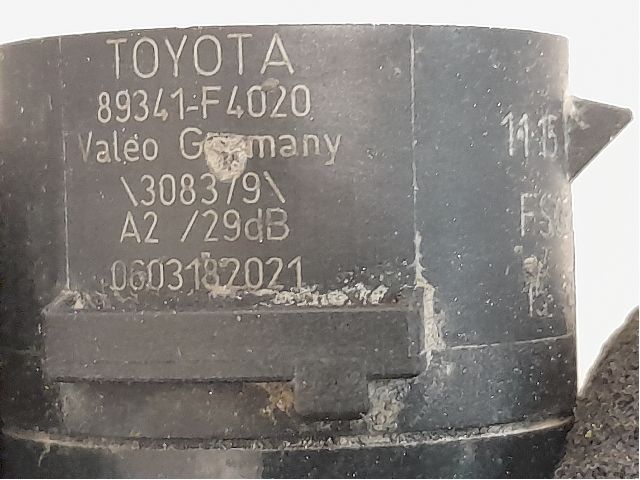 TOYOTA
89341-F4020
Valeo Germany
\308379\
A2 /29dB
0603182021